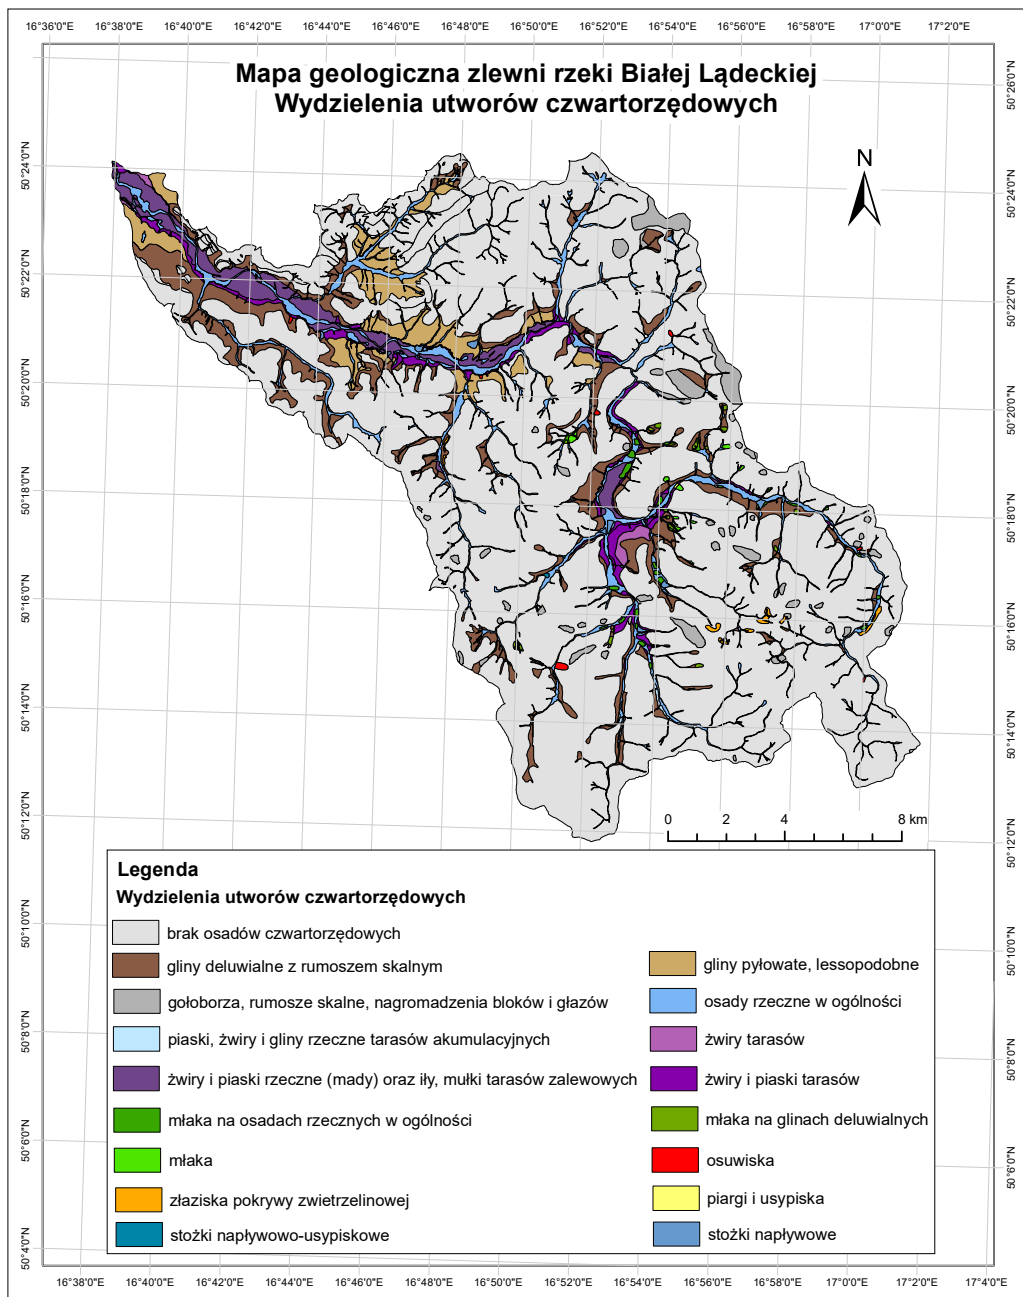 16°36'0"E 16°38'0"E 16°40'0"E 16°42'0"E 16°44'0"E 16°46'0"E 16°48'0"E 16°50'0"E 16°52'0"E 16°54'0"E 16°56'0"E 16°58'0"E 17°0'0"E 17°2'0"E
Mapa geologiczna zlewni rzeki Białej Lądeckiej
Wydzielenia utworów czwartorzędowych
N
50°24'0"N
50°22'0"N
50°20'0"N
50°18'0"N
50°16'0"N
50°14'0"N
50°12'0"N
50°10'0"N
50°8'0"N
50°6'0"N
50°4'0"N
50°26'0"N
50°24'0"N
50°22'0"N
50°20'0"N
50°18'0"N
50°16'0"N
50°14'0"N
50°12'0"N
50°10'0"N
50°8'0"N
50°6'0"N
0 2 4 8 km
Legenda
Wydzielenia utworów czwartorzędowych
brak osadów czwartorzędowych
gliny deluwialne z rumoszem skalnym
gliny pyłowate, lessopodobne
gołoborza, rumosze skalne, nagromadzenia bloków i głazów
osady rzeczne w ogólności
piaski, żwiry i gliny rzeczne tarasów akumulacyjnych
żwiry tarasów
żwiry i piaski rzeczne (mady) oraz iły, mułki tarasów zalewowych
żwiry i piaski tarasów
młaka na osadach rzecznych w ogólności
młaka na glinach deluwialnych
młaka
osuwiska
złaziska pokrywy zwietrzelinowej
piargi i usypiska
stożki napływowo-usypiskowe
stożki napływowe
16°38'0"E 16°40'0"E 16°42'0"E 16°44'0"E 16°46'0"E 16°48'0"E 16°50'0"E 16°52'0"E 16°54'0"E 16°56'0"E 16°58'0"E 17°0'0"E 17°2'0"E 17°4'0"E